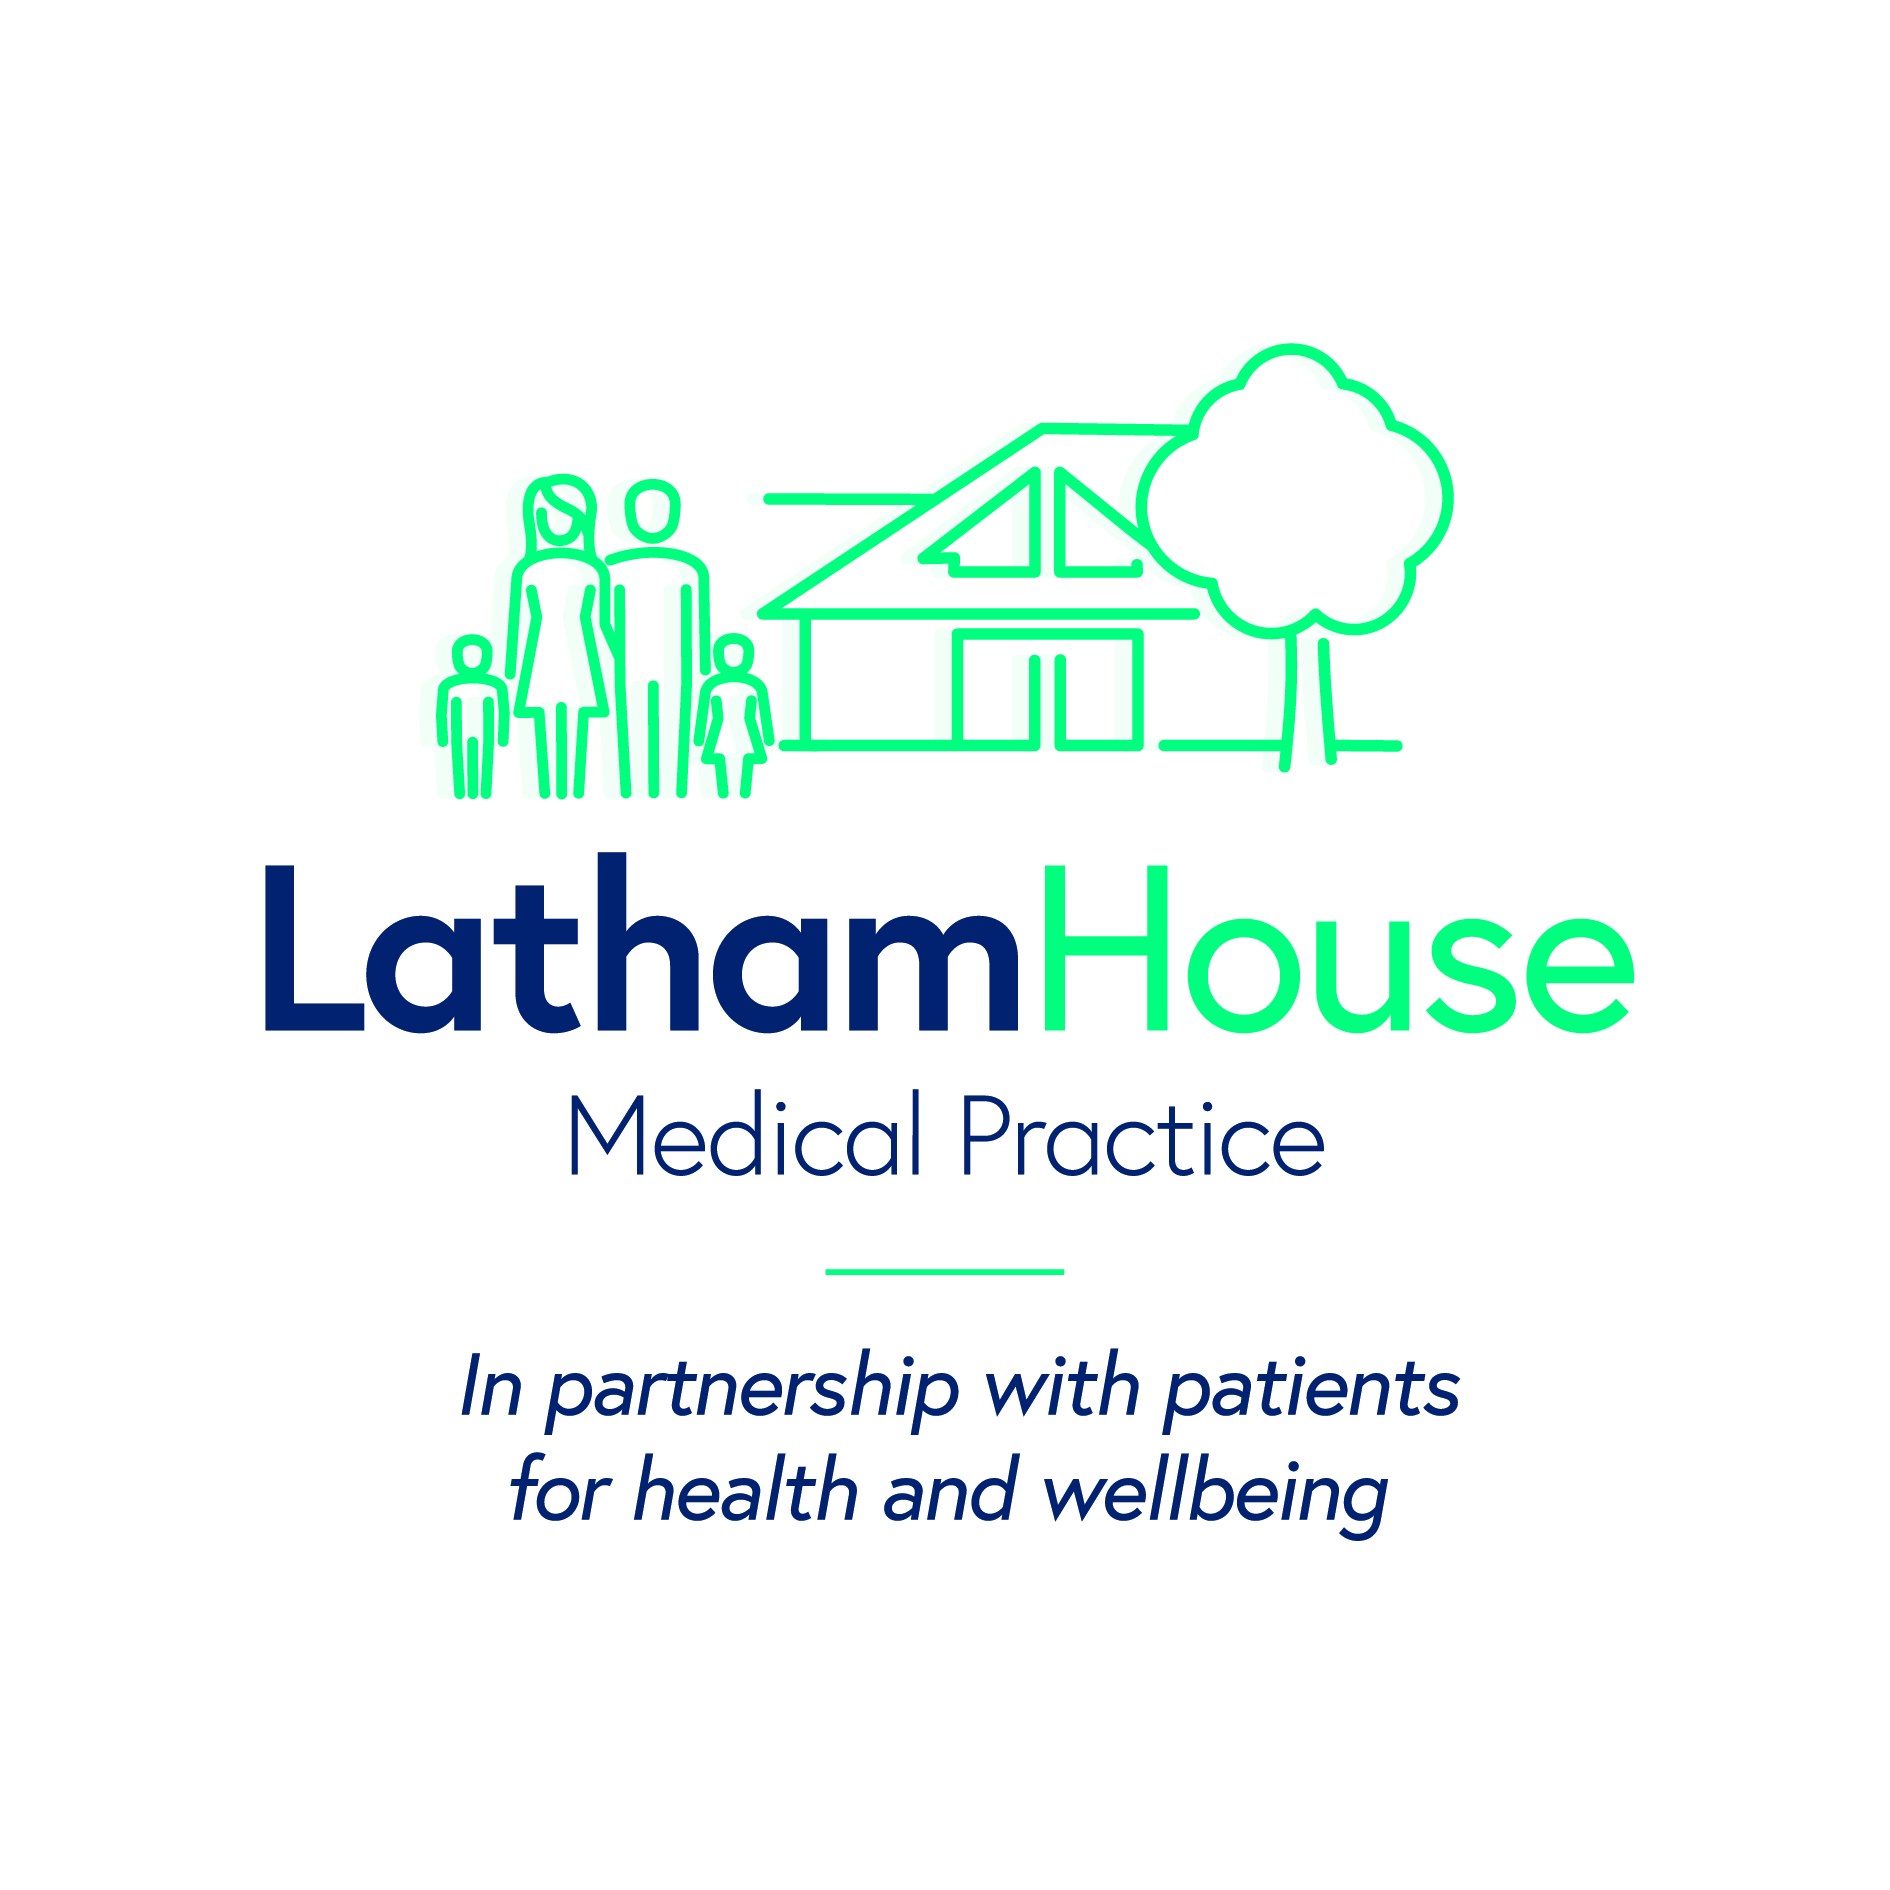 LathamHouse
Medical Practice
In partnership with patients
for health and wellbeing